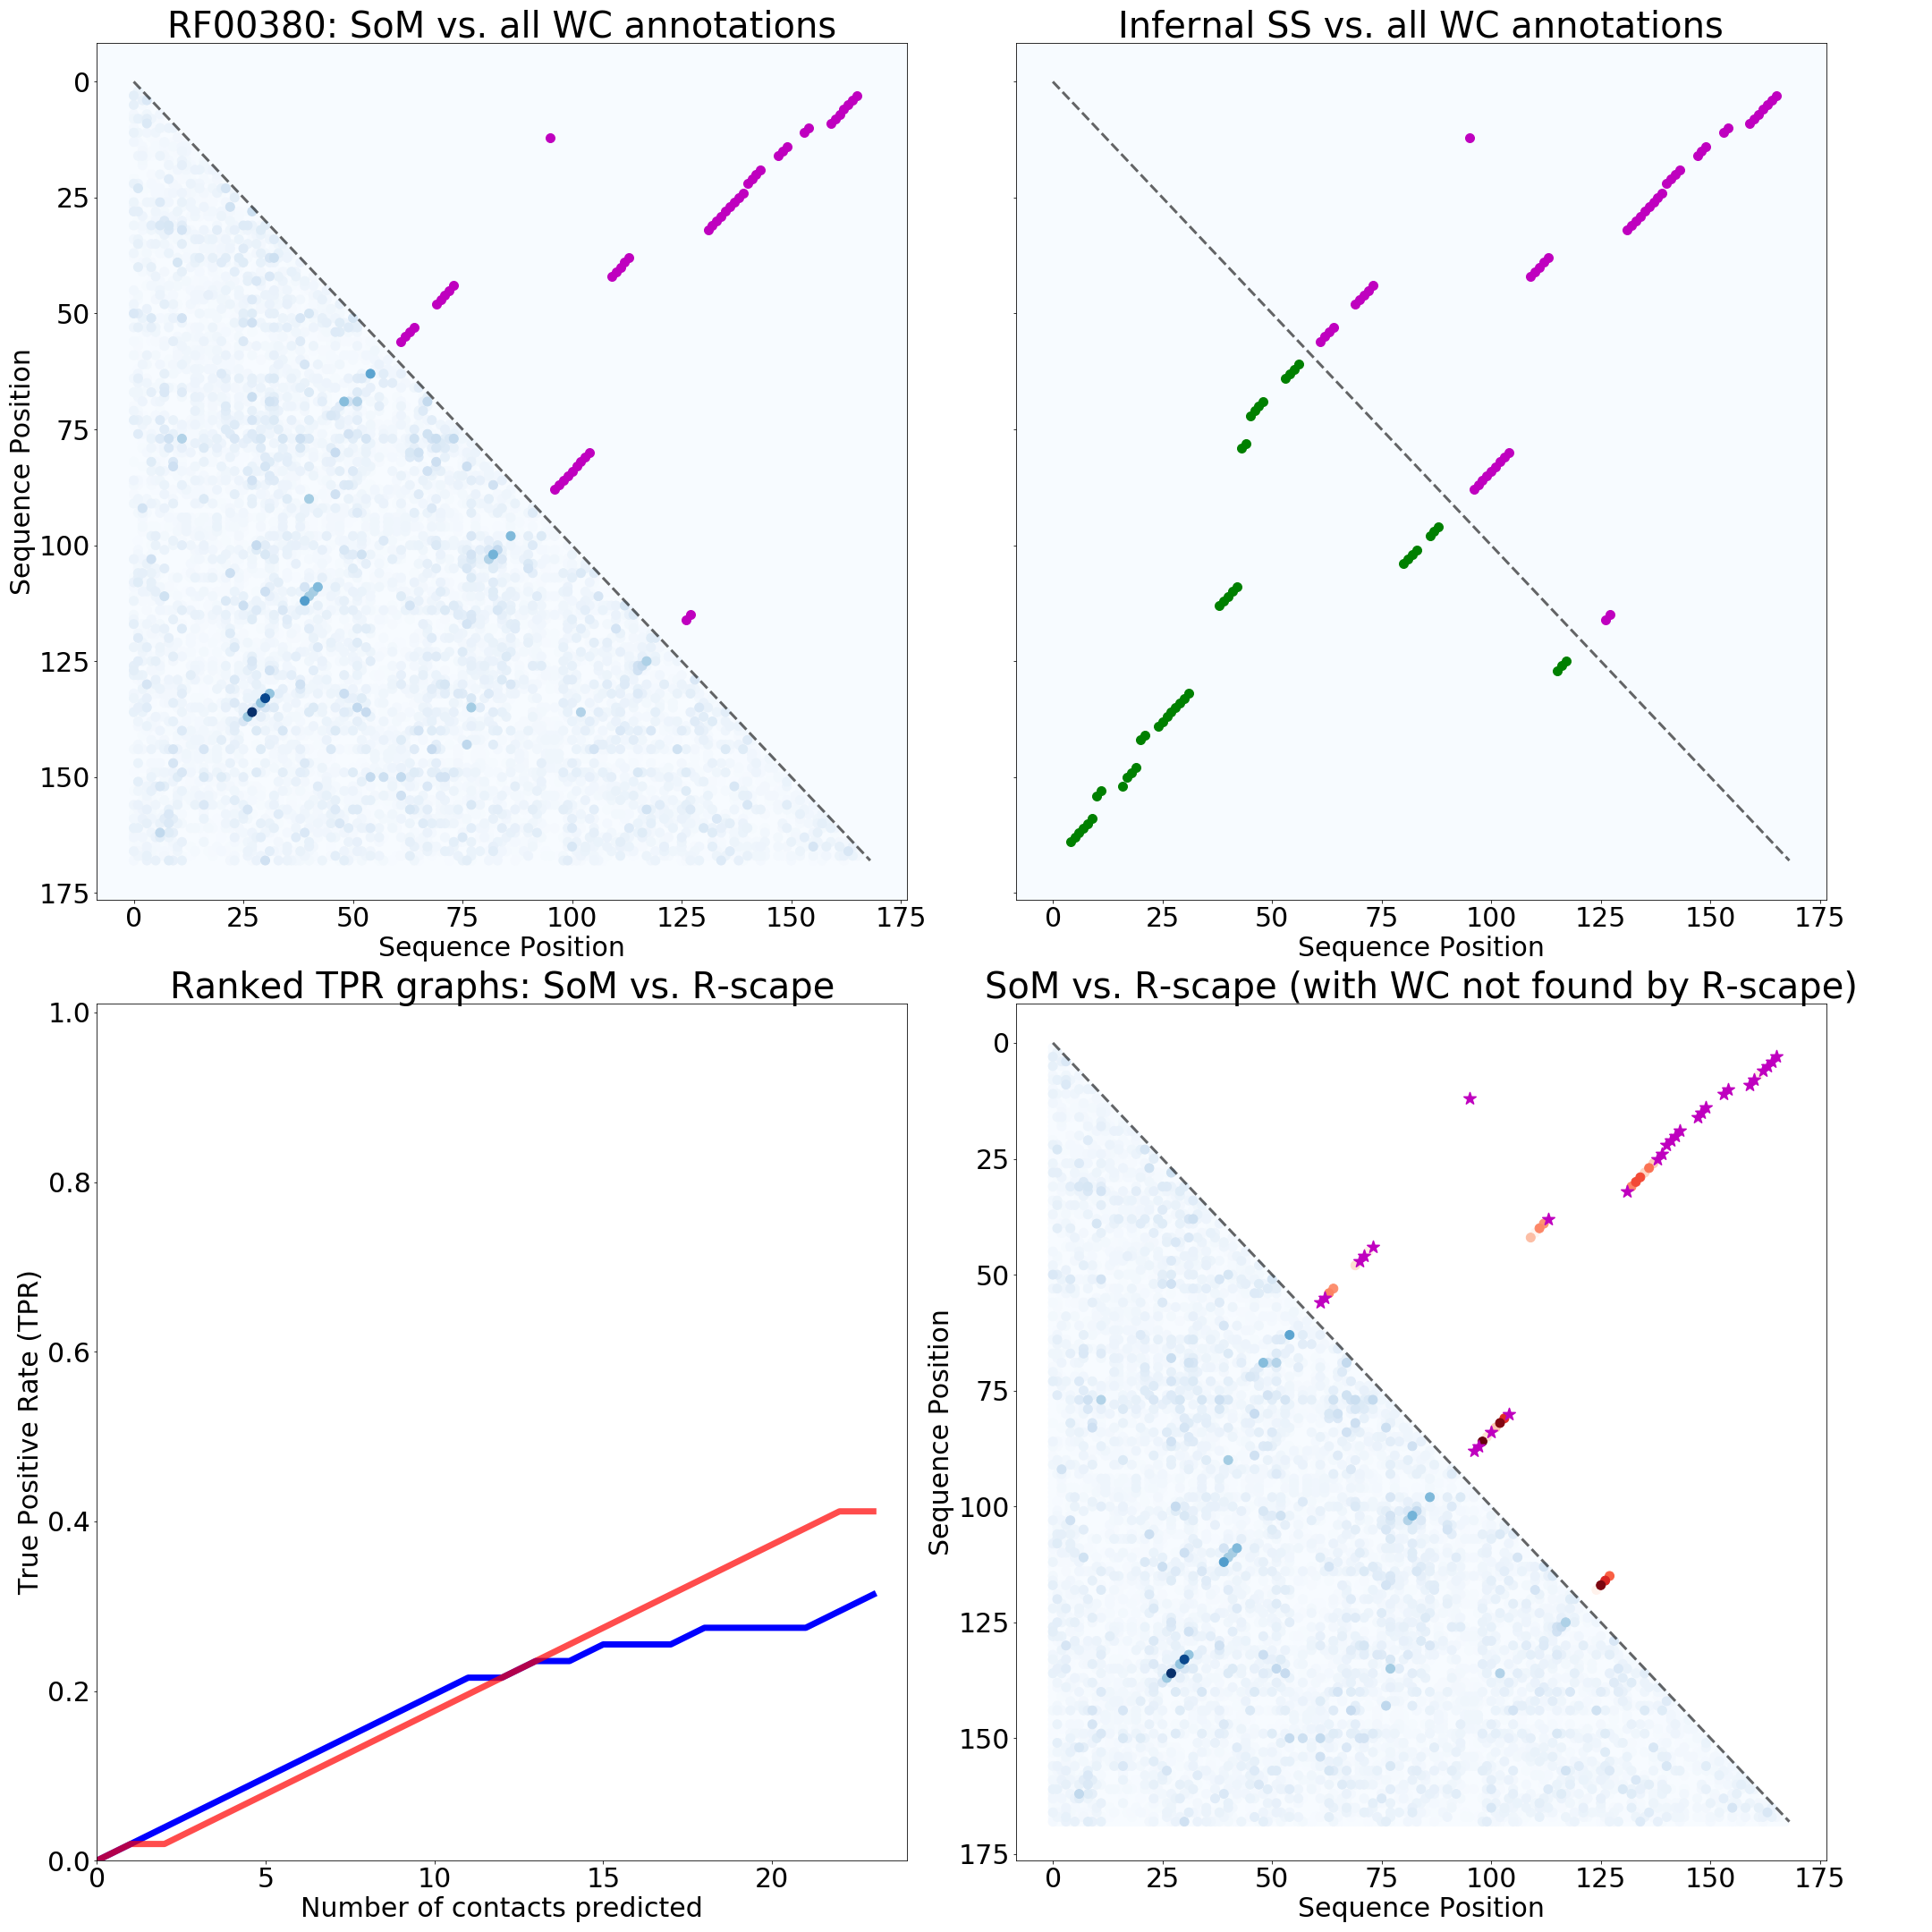 RF00380: SoM vs. all WC annotations
0
25
50
75
100
125
150
175
Sequence Position
0 25 50 75 100 125 150 175
Sequence Position
Infernal SS vs. all WC annotations
0 25 50 75 100 125 150 175
Sequence Position
Ranked TPR graphs: SoM vs. R-scape
1.0
0.8
0.6
0.4
0.2
0.0
True Positive Rate (TPR)
0 5 10 15 20
Number of contacts predicted
SoM vs. R-scape (with WC not found by R-scape)
0
25
50
75
100
125
150
175
Sequence Position
0 25 50 75 100 125 150 175
Sequence Position